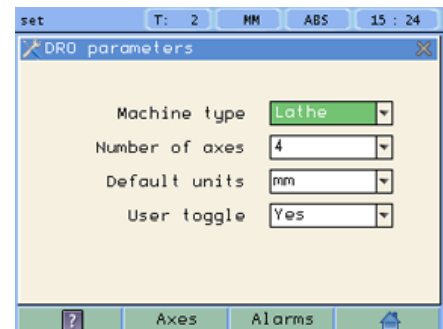 set T: 2 MM ABS 15 : 24
DRO parameters
Machine type Lathe
Number of axes 4
Default units mm
User toggle Yes
? Axes Alarms